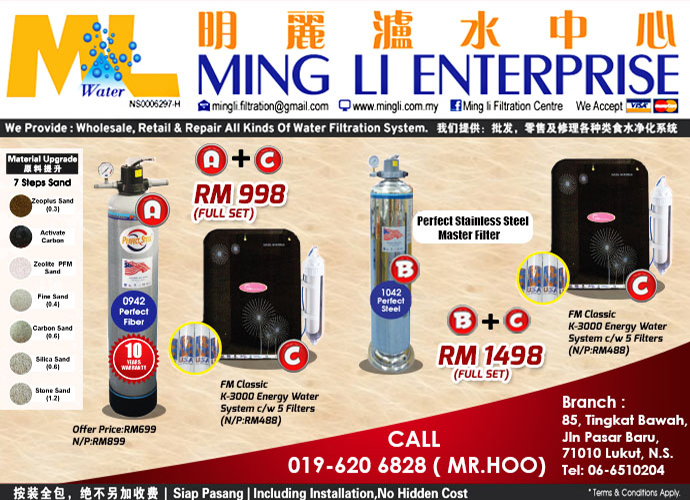 ML
Water
NS0006297-H
明麗濾水中心
MING LI ENTERPRISE
mingli.filtration@gmail.com
www.mingli.com.my
Ming li Filtration Centre
We Accept
VISA
We Provide : Wholesale, Retail & Repair All Kinds Of Water Filtration System. 我们提供：批发，零售及修理各种类食水净化系统
Material Upgrade
原料提升
7 Steps Sand
Zeoplus Sand
(0.3)
Activate
Carbon
Zeolite PFM
Sand
Fine Sand
(0.4)
Carbon Sand
(0.6)
Silica Sand
(0.6)
Stone Sand
(1.2)
A
0942
Perfect
Fiber
10
YEARS
WARRANTY
Offer Price:RM699
N/P:RM899
A + C
RM 998
(FULL SET)
USA
C
FM Classic
K-3000 Energy Water
System c/w 5 Filters
(N/P:RM488)
B
1042
Perfect
Steel
Perfect Stainless Steel
Master Filter
B + C
RM 1498
(FULL SET)
USA
C
FM Classic
K-3000 Energy Water
System c/w 5 Filters
(N/P:RM488)
CALL
019-620 6828 ( MR.HOO)
Branch :
85, Tingkat Bawah,
Jln Pasar Baru,
71010 Lukut, N.S.
Tel: 06-6510204
按装全包，绝不另加收费 | Siap Pasang | Including Installation,No Hidden Cost
* Terms & Conditions Apply